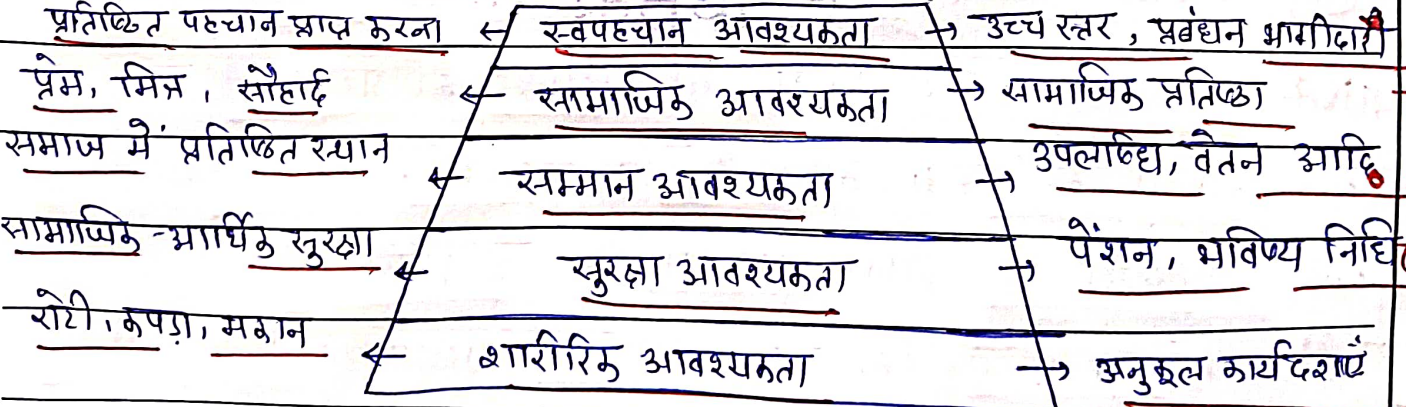 प्रतिष्ठित पहचान प्राप्त करना ← स्वपहचान आवश्यकता → उच्च स्तर, प्रबंधन भागीदारी
प्रेम, मित्र, सौहार्द ← सामाजिक आवश्यकता → सामाजिक प्रतिष्ठा
समाज में प्रतिष्ठित स्थान ← सम्मान आवश्यकता → उपलब्धि, वेतन आदि
सामाजिक-आर्थिक सुरक्षा ← सुरक्षा आवश्यकता → पेंशन, भविष्य निधि
रोटी, कपड़ा, मकान ← शारीरिक आवश्यकता → अनुकूल कार्यदशाएं